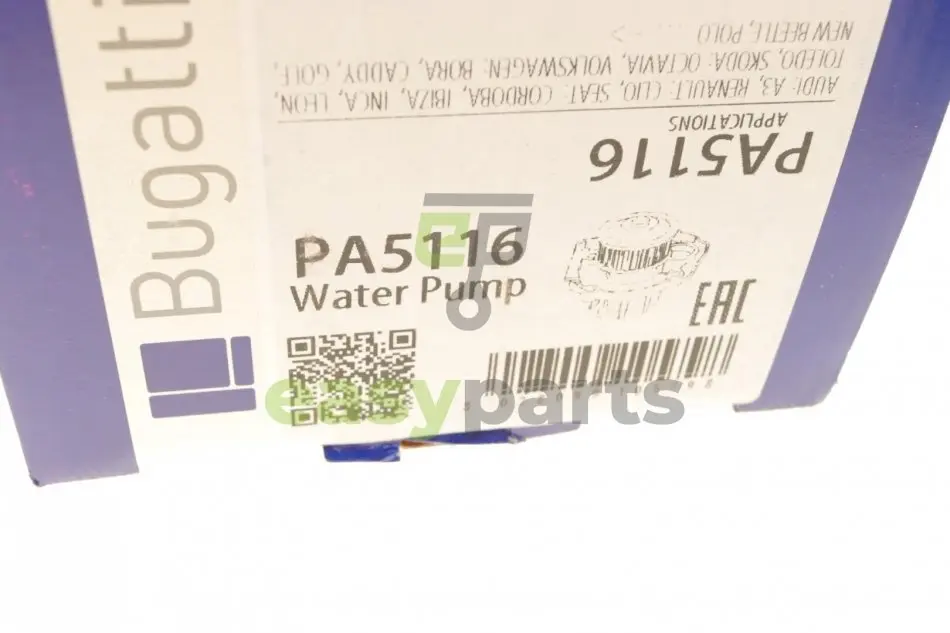 Bugatti
PA5116
APPLICATIONS
AUDI: A3, RENAULT: CLIO, SEAT: CORDOBA, IBIZA, INCA, LEON,
TOLEDO, SKODA: OCTAVIA, VOLKSWAGEN: BORA, CADDY, GOLF,
NEW BEETLE, POLO
PA5116
Water Pump
EAC
easyparts